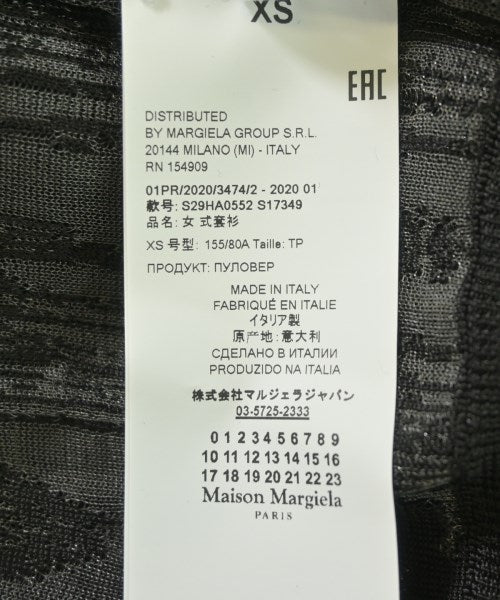 XS
EAC
DISTRIBUTED
BY MARGIELA GROUP S.R.L.
20144 MILANO (MI) - ITALY
RN 154909
01PR/2020/3474/2 - 2020 01
款号: S29HA0552 S17349
品名: 女 式套衫
XS 号型: 155/80A Taille: TP
ПРОДУКТ: ПУЛОВЕР
MADE IN ITALY
FABRIQUÉ EN ITALIE
イタリア製
原产地: 意大利
СДЕЛАНО В ИТАЛИИ
PRODUZIDO NA ITALIA
株式会社マルジェラジャパン
03-5725-2333
0 1 2 3 4 5 6 7 8 9
10 11 12 13 14 15 16
17 18 19 20 21 22 23
Maison Margiela
PARIS